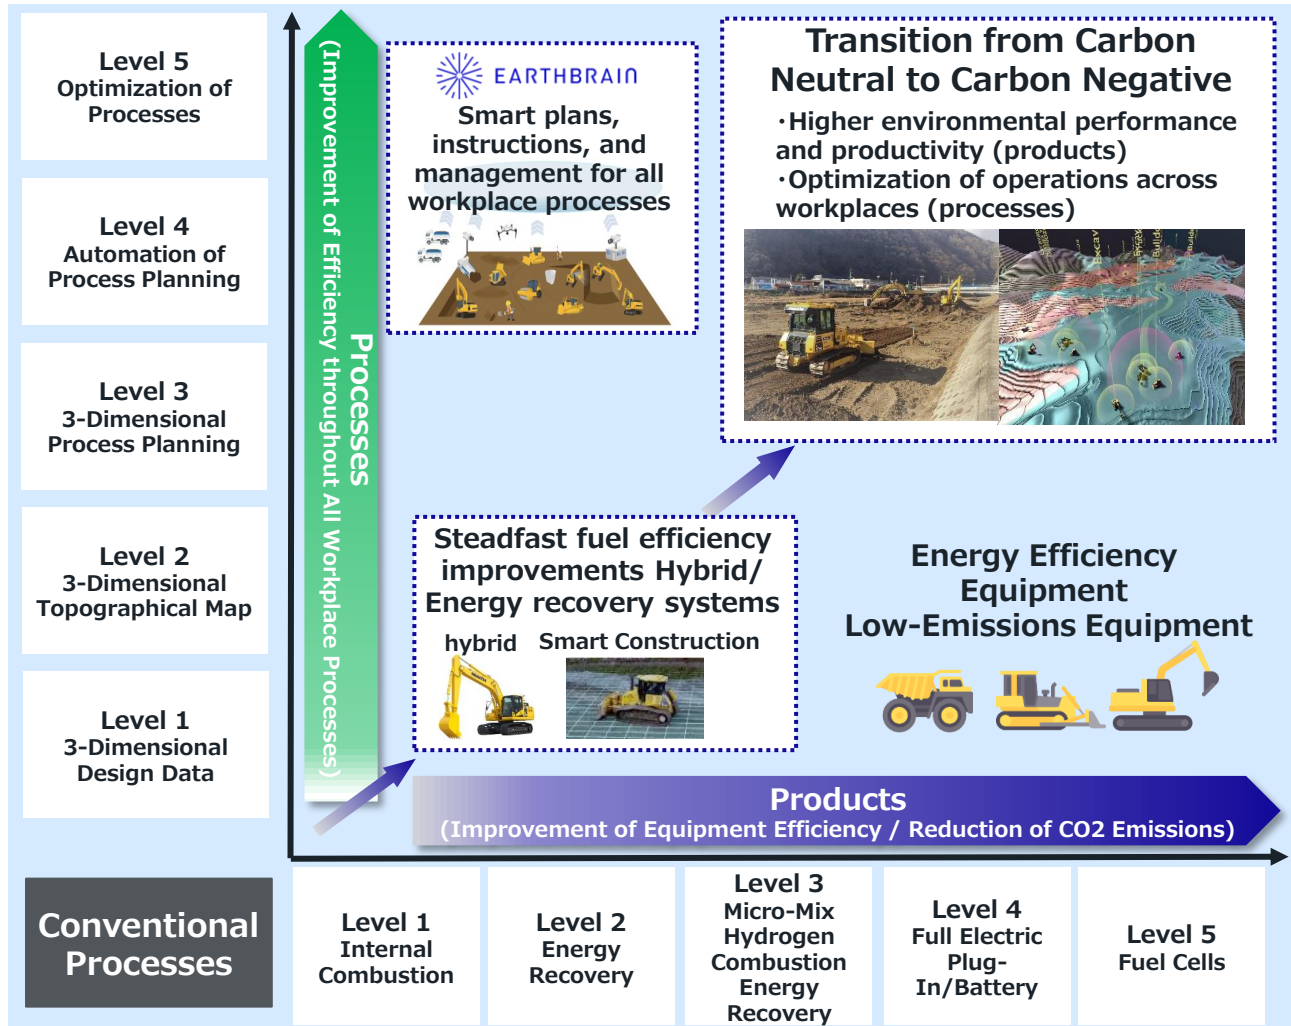 Level 5
Optimization of
Processes
Level 4
Automation of
Process Planning
Level 3
3-Dimensional
Process Planning
Level 2
3-Dimensional
Topographical Map
Level 1
3-Dimensional
Design Data
Conventional
Processes
Processes
(Improvement of Efficiency throughout All Workplace Processes)
EARTHBRAIN
Smart plans,
instructions, and
management for all
workplace processes
Transition from Carbon
Neutral to Carbon Negative
・Higher environmental performance
and productivity (products)
・Optimization of operations across
workplaces (processes)
Steadfast fuel efficiency
improvements Hybrid/
Energy recovery systems
hybrid
Smart Construction
Energy Efficiency
Equipment
Low-Emissions Equipment
Products
(Improvement of Equipment Efficiency / Reduction of CO2 Emissions)
Level 1
Internal
Combustion
Level 2
Energy
Recovery
Level 3
Micro-Mix
Hydrogen
Combustion
Energy
Recovery
Level 4
Full Electric
Plug-
In/Battery
Level 5
Fuel Cells